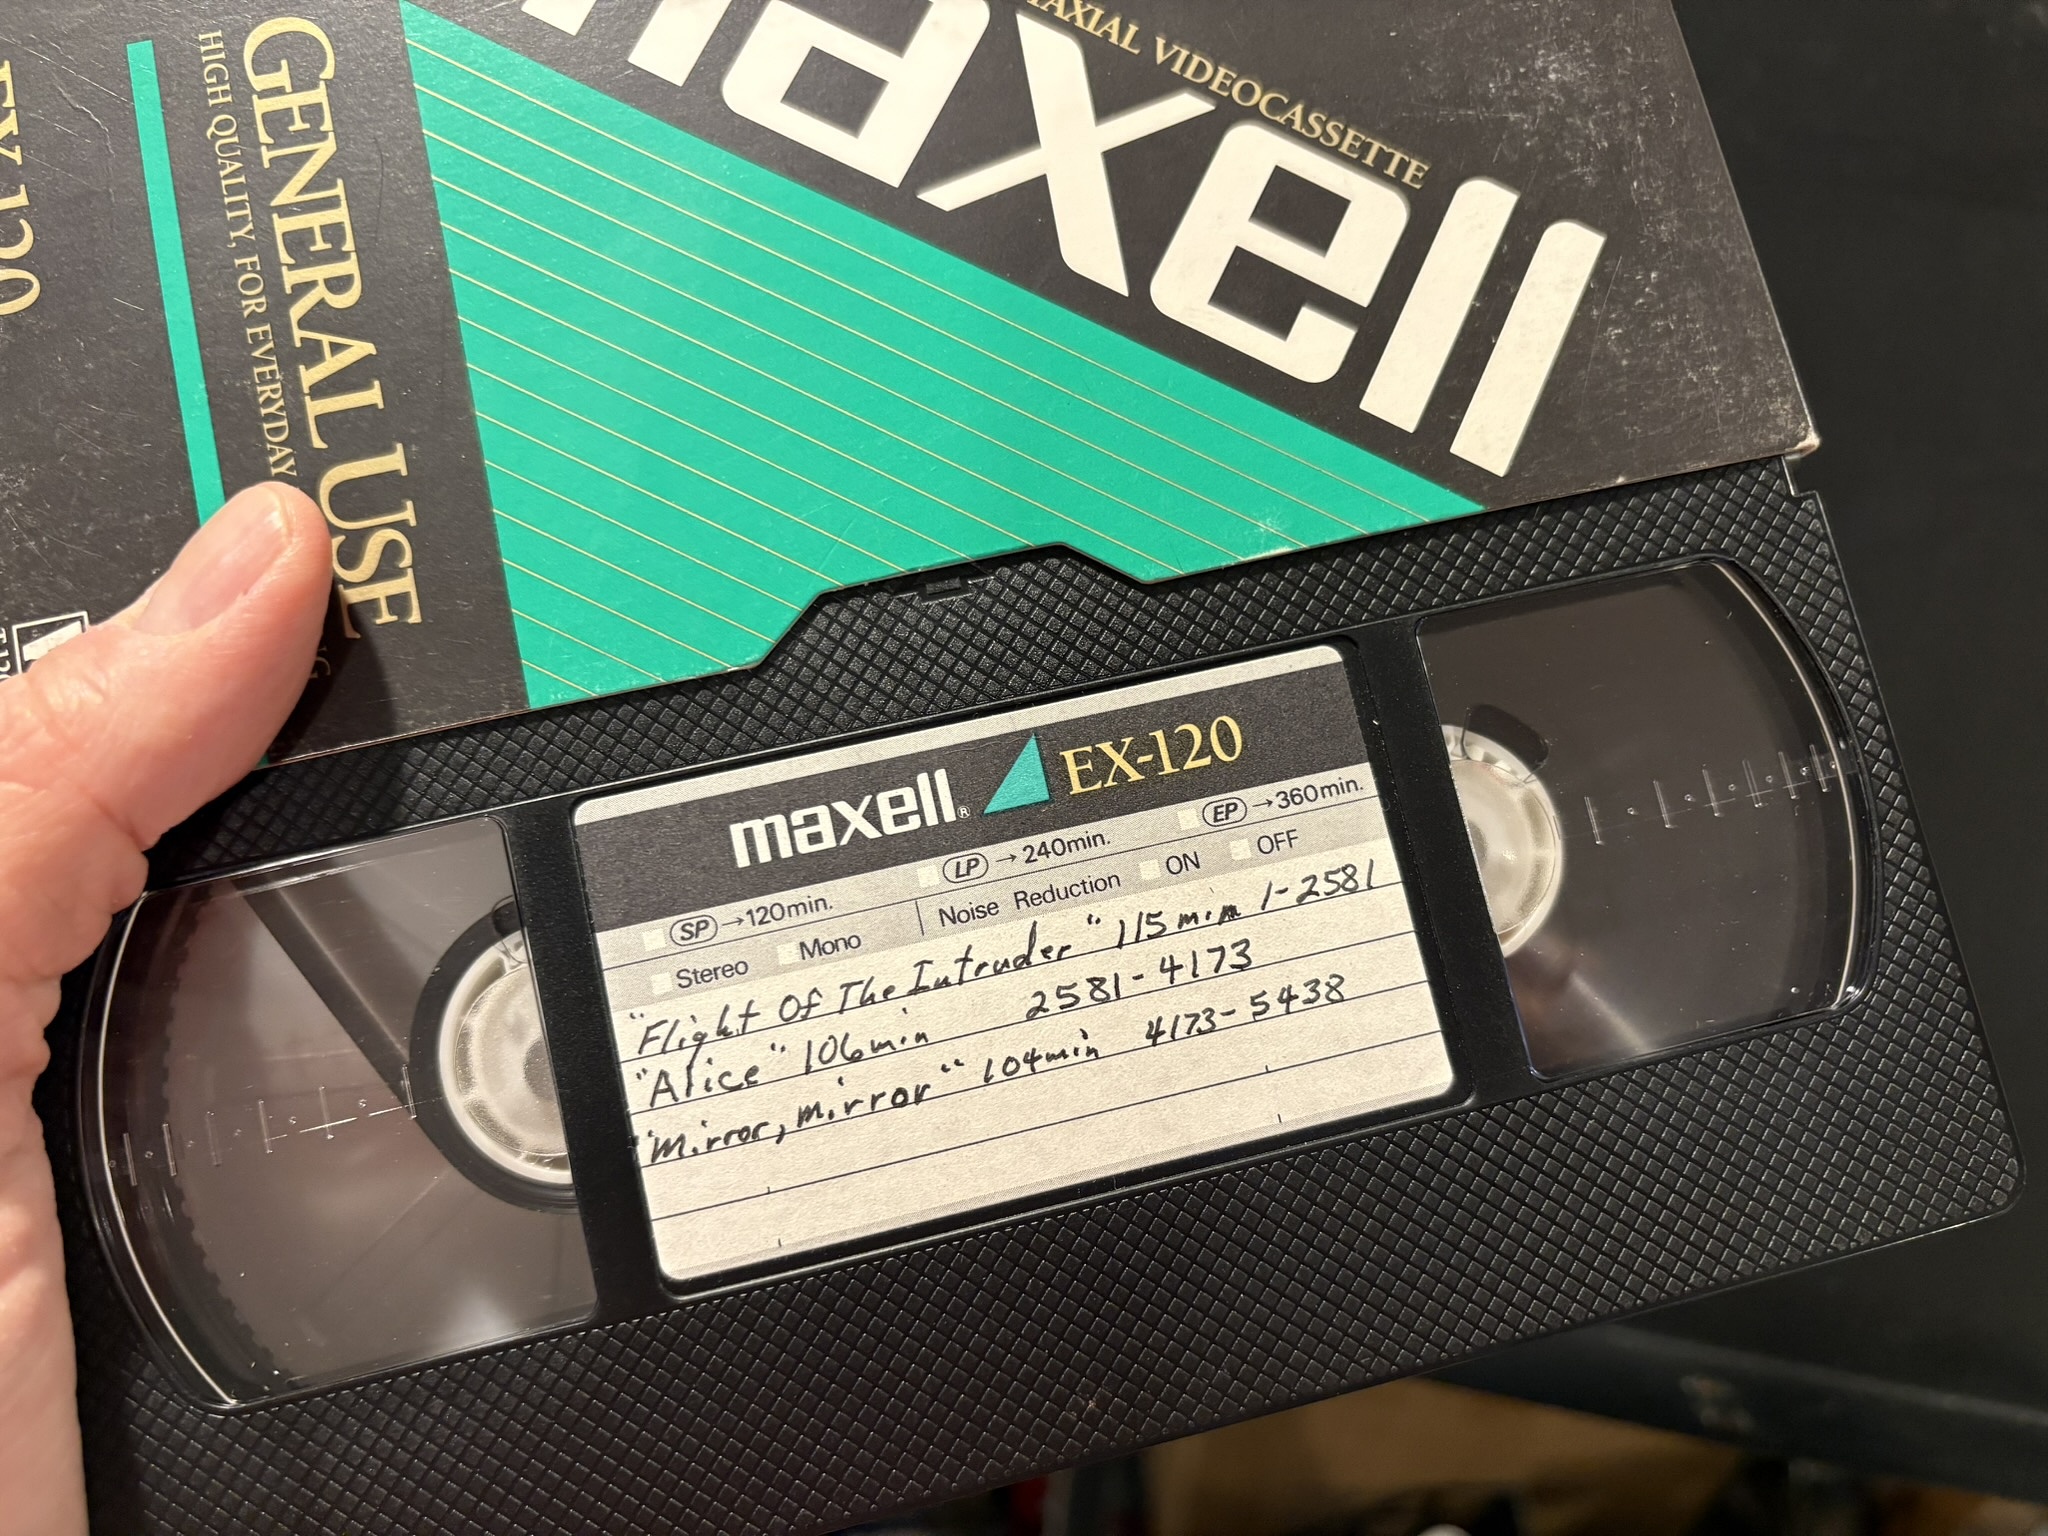 EX-120
GENERAL USE
HIGH QUALITY, FOR EVERYDAY
maxell
AXIAL VIDEOCASSETTE
maxell® EX-120
SP →120min. LP →240min. EP →360min.
Stereo Mono Noise Reduction ON OFF
"Flight Of The Intruder" 115min 1-2581
"Alice" 106min 2581-4173
"Mirror, mirror" 104min 4173-5438